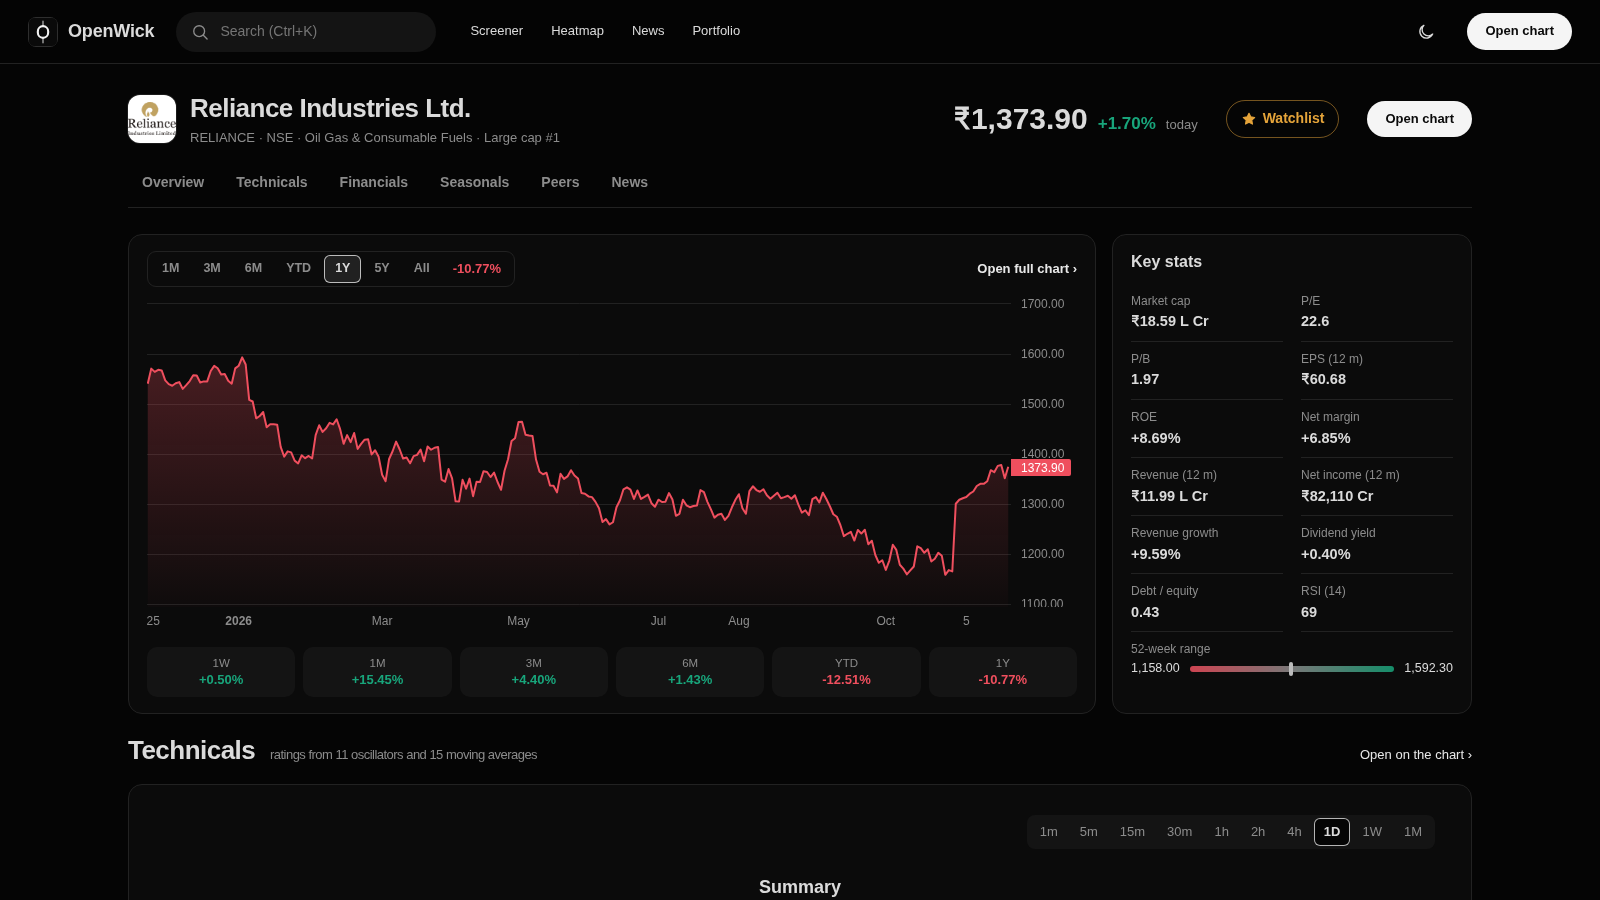 OpenWick
Search (Ctrl+K)
Screener
Heatmap
News
Portfolio
Open chart
Reliance
Industries Limited
Reliance Industries Ltd.
RELIANCE · NSE · Oil Gas & Consumable Fuels · Large cap #1
₹1,373.90 +1.70% today
Watchlist
Open chart
Overview
Technicals
Financials
Seasonals
Peers
News
1M 3M 6M YTD 1Y 5Y All -10.77%
Open full chart ›
1700.00
1600.00
1500.00
1400.00
1373.90
1300.00
1200.00
1100.00
25 2026 Mar May Jul Aug Oct 5
1W
+0.50%
1M
+15.45%
3M
+4.40%
6M
+1.43%
YTD
-12.51%
1Y
-10.77%
Key stats
Market cap
₹18.59 L Cr
P/E
22.6
P/B
1.97
EPS (12 m)
₹60.68
ROE
+8.69%
Net margin
+6.85%
Revenue (12 m)
₹11.99 L Cr
Net income (12 m)
₹82,110 Cr
Revenue growth
+9.59%
Dividend yield
+0.40%
Debt / equity
0.43
RSI (14)
69
52-week range
1,158.00
1,592.30
Technicals ratings from 11 oscillators and 15 moving averages
Open on the chart ›
1m 5m 15m 30m 1h 2h 4h 1D 1W 1M
Summary